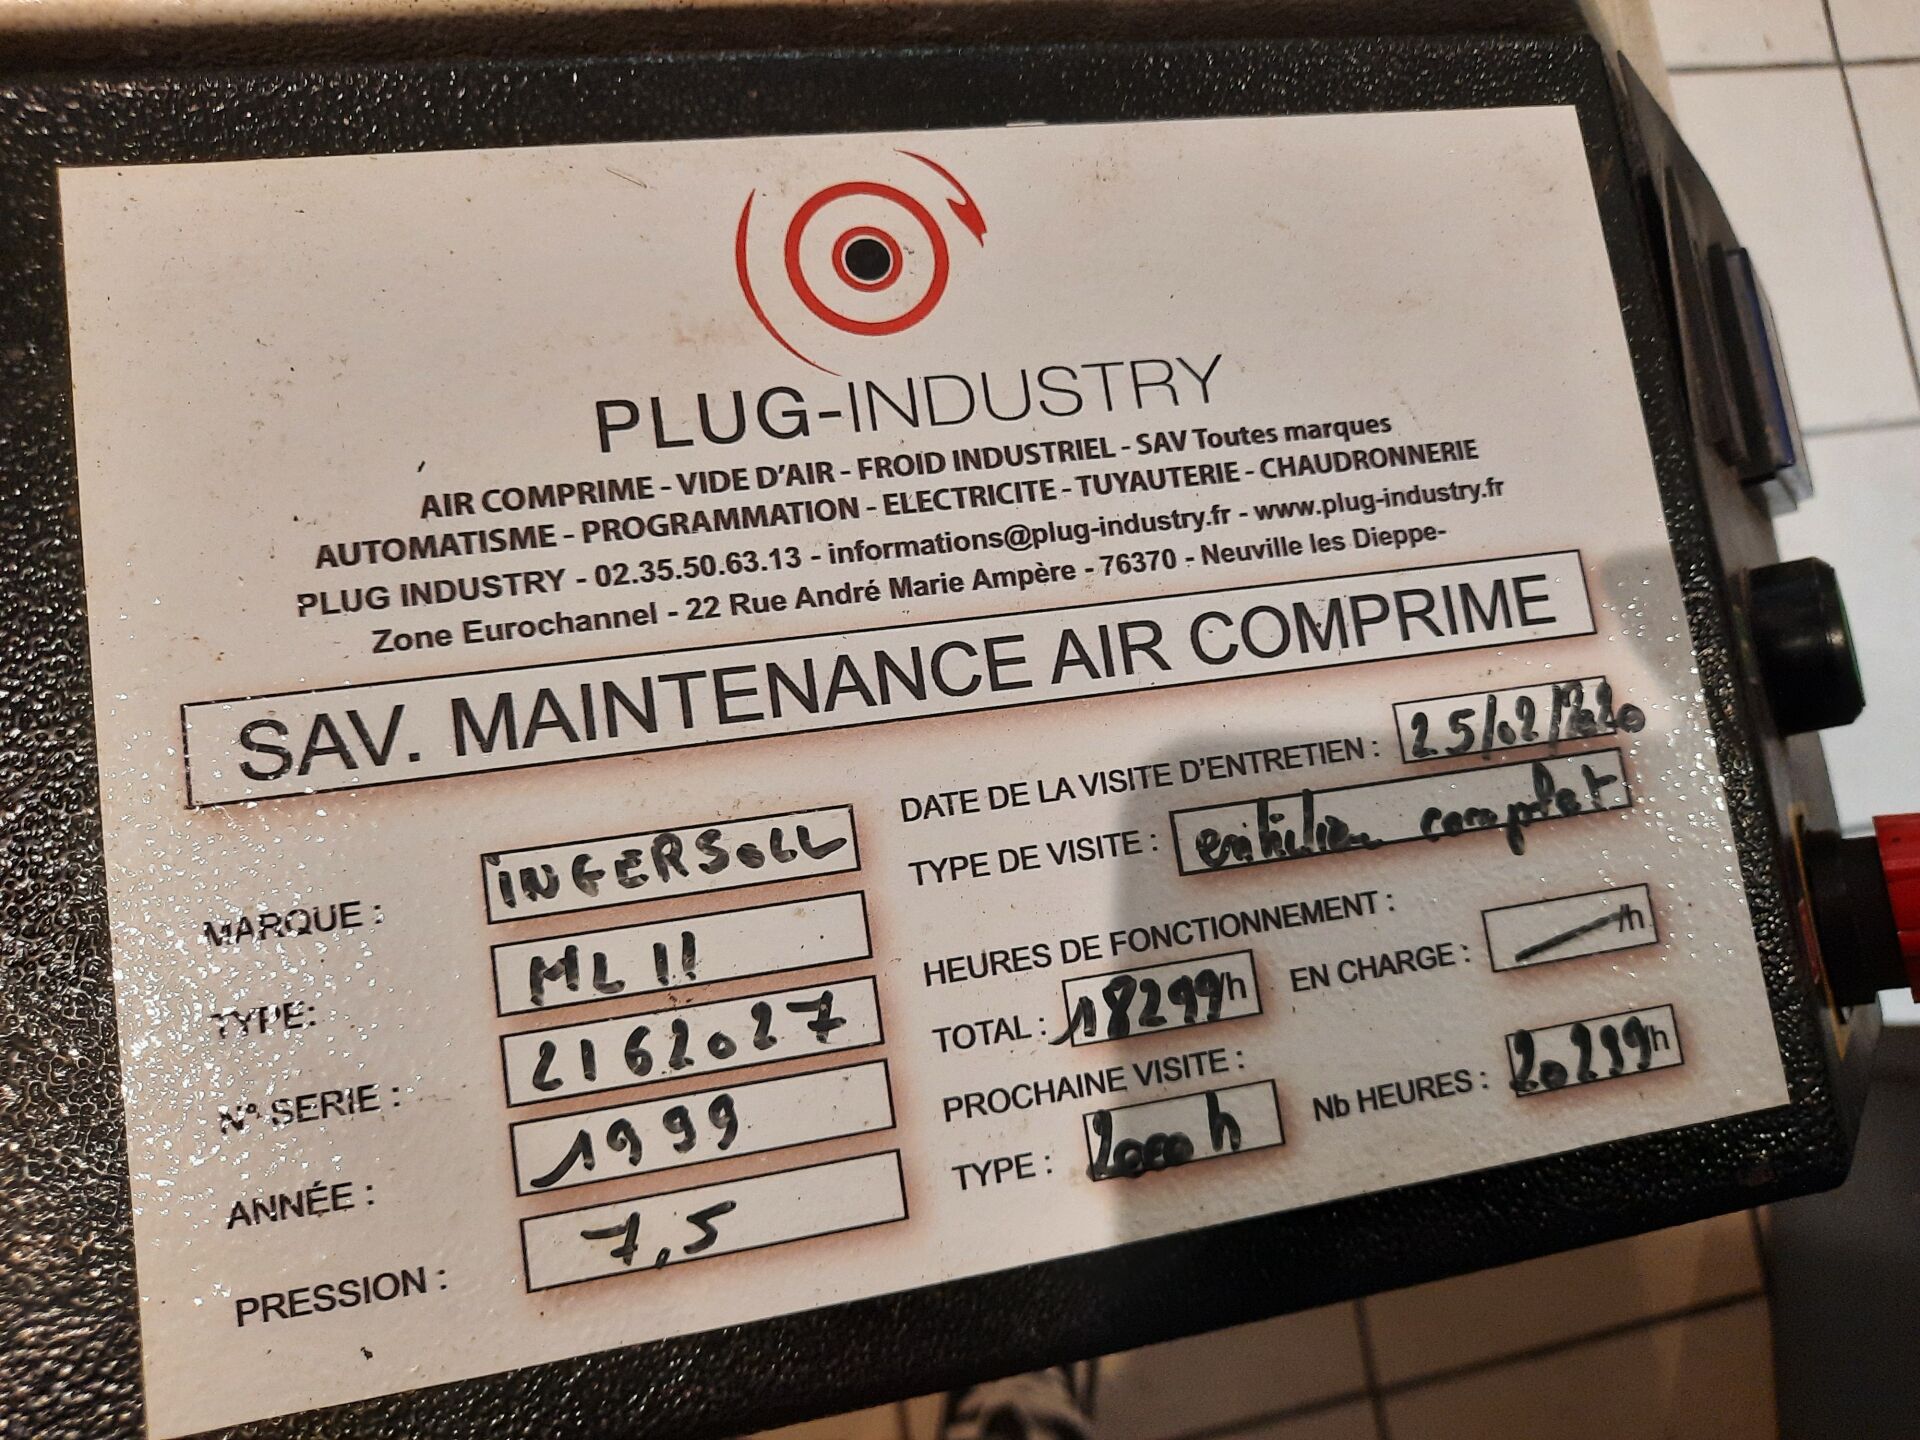 PLUG-INDUSTRY
AIR COMPRIME - VIDE D'AIR - FROID INDUSTRIEL - SAV Toutes marques
AUTOMATISME - PROGRAMMATION - ELECTRICITE - TUYAUTERIE - CHAUDRONNERIE
PLUG INDUSTRY - 02.35.50.63.13 - informations@plug-industry.fr - www.plug-industry.fr
Zone Eurochannel - 22 Rue André Marie Ampère - 76370 - Neuville les Dieppe-
SAV. MAINTENANCE AIR COMPRIME
MARQUE : INGERSOLL
TYPE: ML 11
N° SERIE : 2162027
ANNÉE : 1999
PRESSION : 7,5
DATE DE LA VISITE D'ENTRETIEN : 25/02/2020
TYPE DE VISITE : entretien complet
HEURES DE FONCTIONNEMENT :
TOTAL : 18299/h EN CHARGE : /h
PROCHAINE VISITE :
TYPE : 2000 h Nb HEURES : 20299h